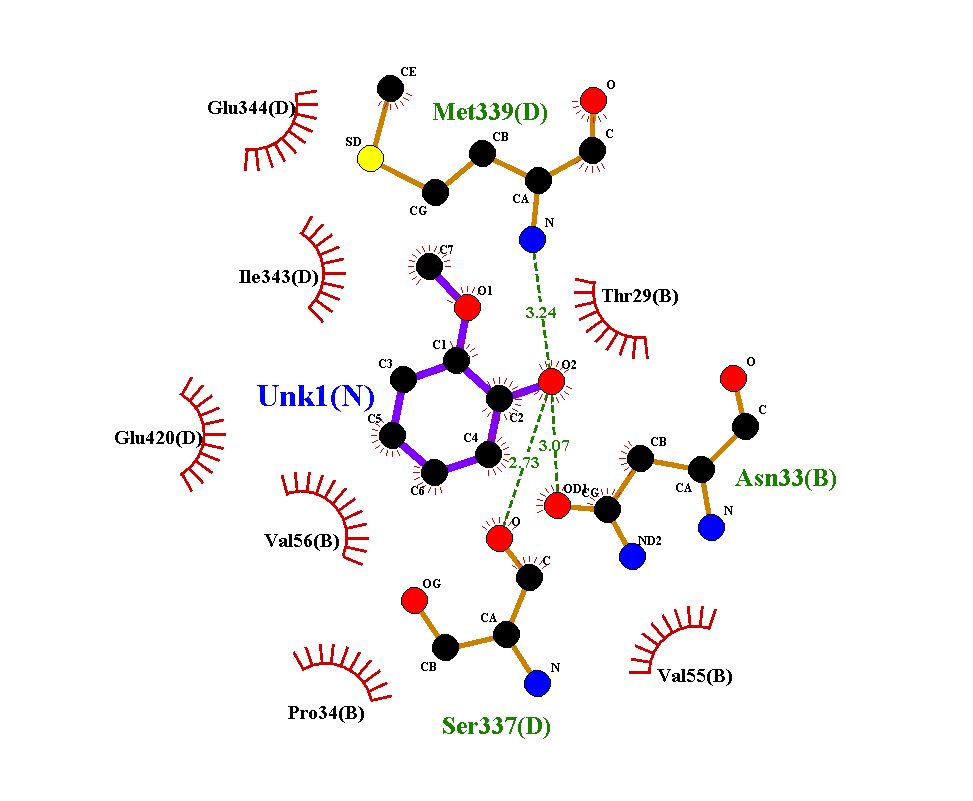 CE
O
Glu344(D)
Met339(D)
SD
CB
C
CA
CG
N
C7
Ile343(D)
O1
Thr29(B)
3.24
C1
C3
O2
O
Unk1(N)
C5
C2
C
C4
Glu420(D)
3.07
CB
2.73
CA
Asn33(B)
C6
OD1
CG
N
O
Val56(B)
ND2
C
OG
CA
CB
N
Val55(B)
Pro34(B)
Ser337(D)